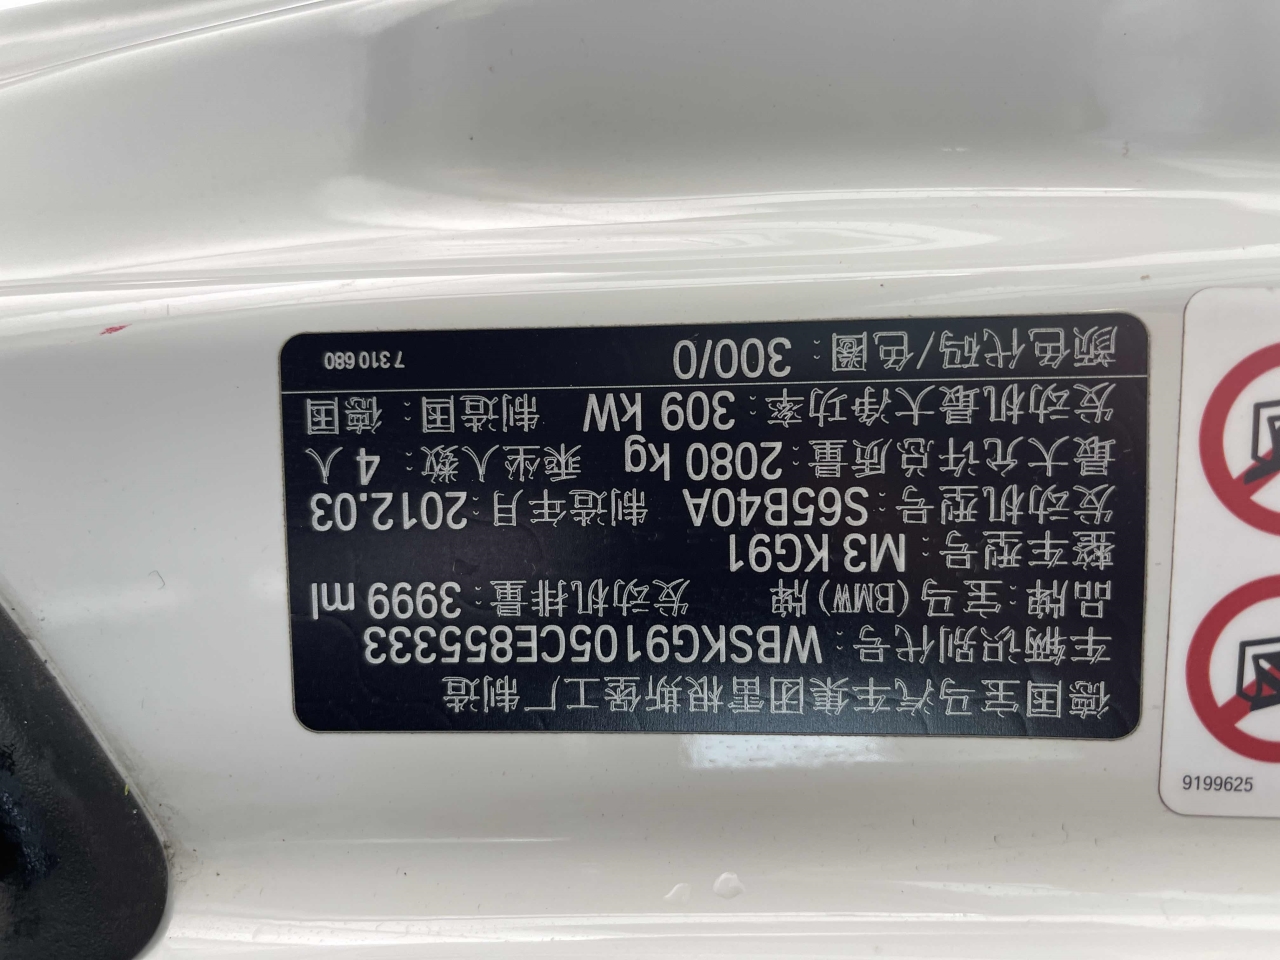 德国宝马汽车集团雷根斯堡工厂 制造
车辆识别代号: WBSKG9105CE855333
品牌: 宝马(BMW)牌 发动机排量: 3999 ml
整车型号: M3 KG91
发动机型号: S65B40A 制造年月: 2012.03
最大允许总质量: 2080 kg 乘坐人数: 4 人
发动机最大净功率: 309 kW 制造国: 德国
颜色代码/色圈: 300/0 7 310 680
9199625